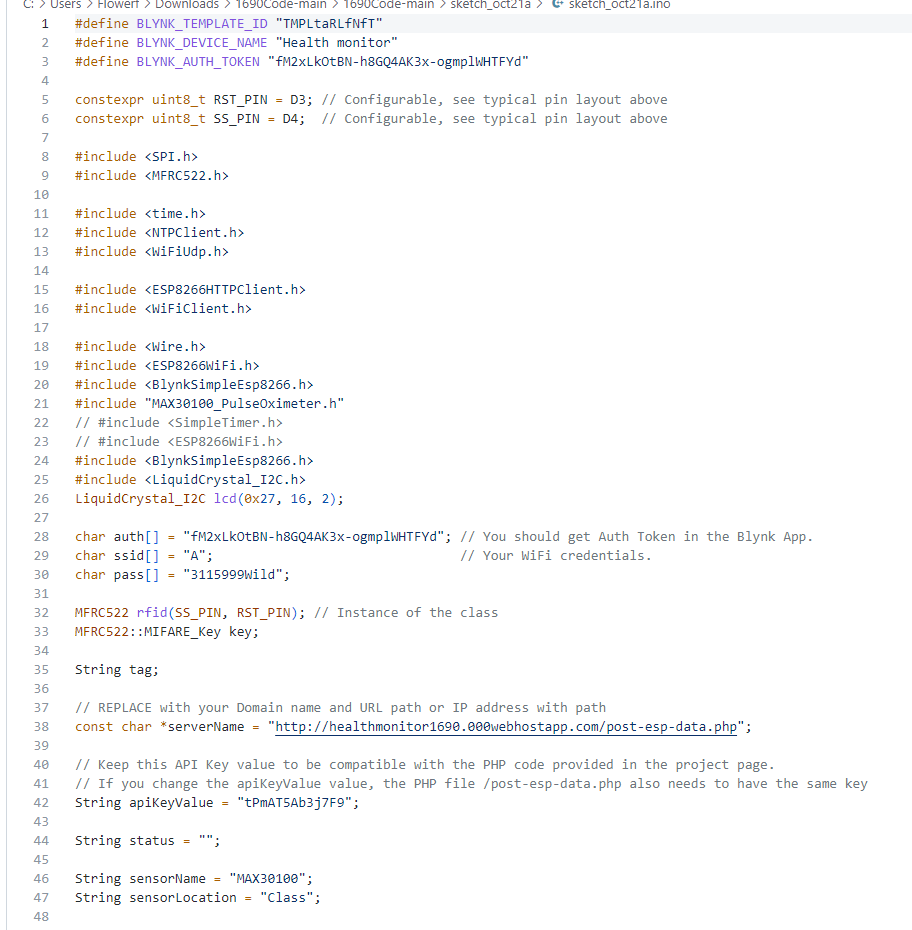 C: > Users > Flowerf > Downloads > 1690Code-main > 1690Code-main > sketch_oct21a > sketch_oct21a.ino
1 #define BLYNK_TEMPLATE_ID "TMPLtaRLfNfT"
2 #define BLYNK_DEVICE_NAME "Health monitor"
3 #define BLYNK_AUTH_TOKEN "fM2xLkOtBN-h8GQ4AK3x-ogmplWHTFYd"
4
5 constexpr uint8_t RST_PIN = D3; // Configurable, see typical pin layout above
6 constexpr uint8_t SS_PIN = D4;  // Configurable, see typical pin layout above
7
8 #include <SPI.h>
9 #include <MFRC522.h>
10
11 #include <time.h>
12 #include <NTPClient.h>
13 #include <WiFiUdp.h>
14
15 #include <ESP8266HTTPClient.h>
16 #include <WiFiClient.h>
17
18 #include <Wire.h>
19 #include <ESP8266WiFi.h>
20 #include <BlynkSimpleEsp8266.h>
21 #include "MAX30100_PulseOximeter.h"
22 // #include <SimpleTimer.h>
23 // #include <ESP8266WiFi.h>
24 #include <BlynkSimpleEsp8266.h>
25 #include <LiquidCrystal_I2C.h>
26 LiquidCrystal_I2C lcd(0x27, 16, 2);
27
28 char auth[] = "fM2xLkOtBN-h8GQ4AK3x-ogmplWHTFYd"; // You should get Auth Token in the Blynk App.
29 char ssid[] = "A";                                // Your WiFi credentials.
30 char pass[] = "3115999Wild";
31
32 MFRC522 rfid(SS_PIN, RST_PIN); // Instance of the class
33 MFRC522::MIFARE_Key key;
34
35 String tag;
36
37 // REPLACE with your Domain name and URL path or IP address with path
38 const char *serverName = "http://healthmonitor1690.000webhostapp.com/post-esp-data.php";
39
40 // Keep this API Key value to be compatible with the PHP code provided in the project page.
41 // If you change the apiKeyValue value, the PHP file /post-esp-data.php also needs to have the same key
42 String apiKeyValue = "tPmAT5Ab3j7F9";
43
44 String status = "";
45
46 String sensorName = "MAX30100";
47 String sensorLocation = "Class";
48